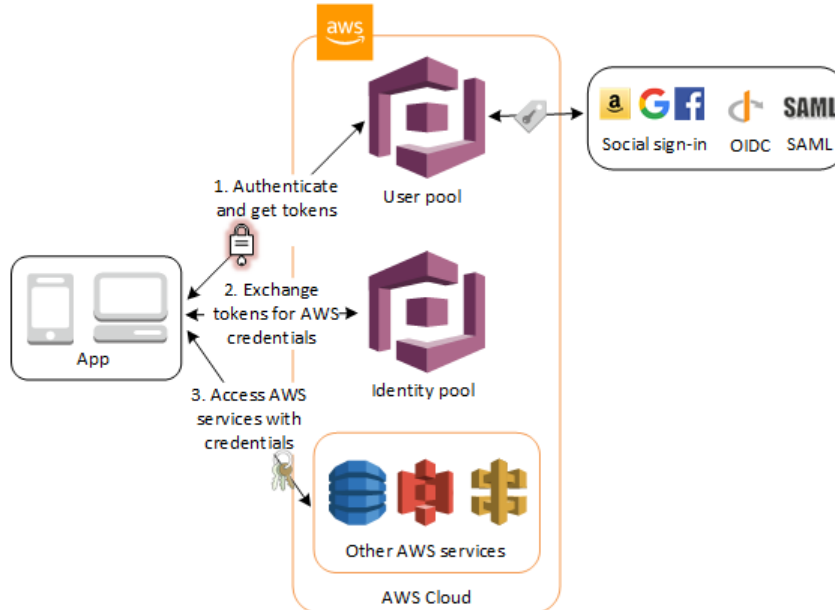 aws
User pool
a
Social sign-in
OIDC
SAML
SAML
1. Authenticate
and get tokens
2. Exchange
tokens for AWS
credentials
App
Identity pool
3. Access AWS
services with
credentials
Other AWS services
AWS Cloud